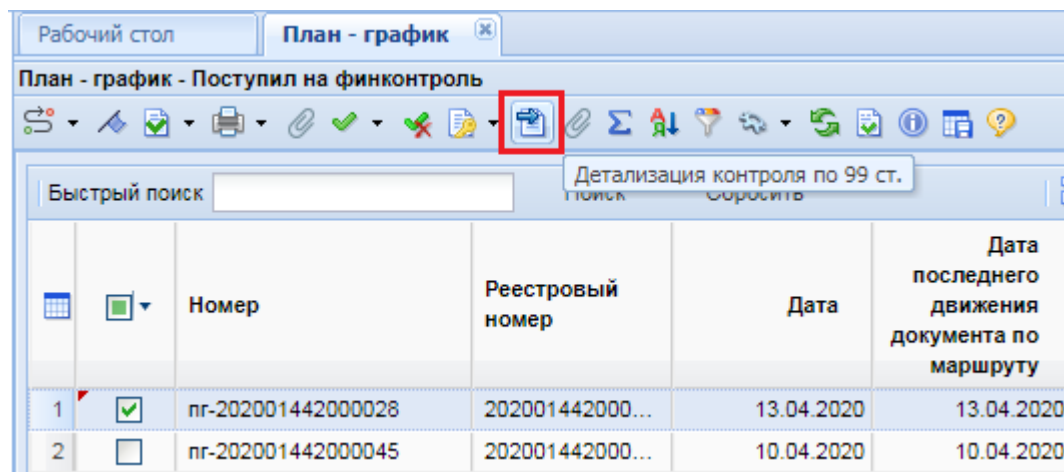 Рабочий стол
План - график
План - график - Поступил на финконтроль
Детализация контроля по 99 ст.
Быстрый поиск
Поиск
Сбросить
Номер
Реестровый
номер
Дата
Дата
последнего
движения
документа по
маршруту
1 пг-202001442000028 202001442000... 13.04.2020 13.04.2020
2 пг-202001442000045 202001442000... 10.04.2020 10.04.2020